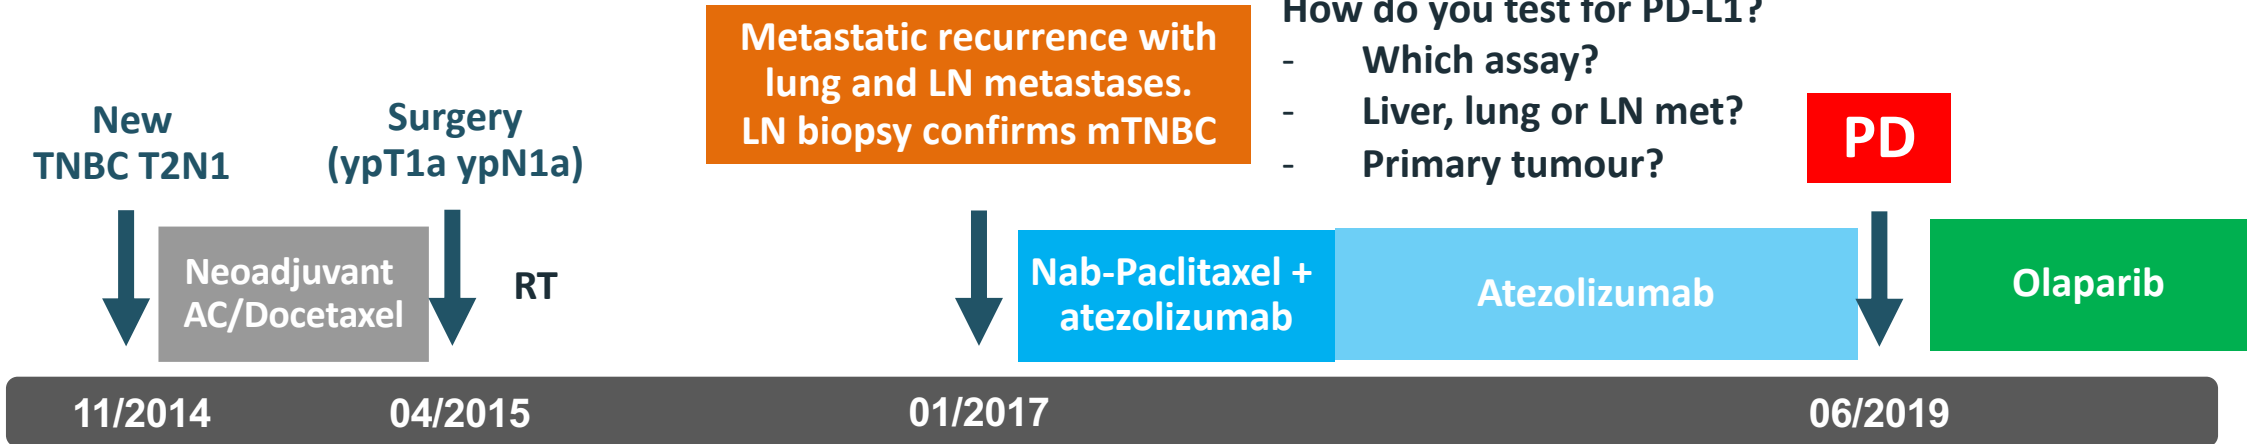 New
TNBC T2N1
Surgery
(ypT1a ypN1a)
Metastatic recurrence with
lung and LN metastases.
LN biopsy confirms mTNBC
How do you test for PD-L1?
- Which assay?
- Liver, lung or LN met?
- Primary tumour?
PD
Neoadjuvant
AC/Docetaxel
RT
Nab-Paclitaxel +
atezolizumab
Atezolizumab
Olaparib
11/2014
04/2015
01/2017
06/2019